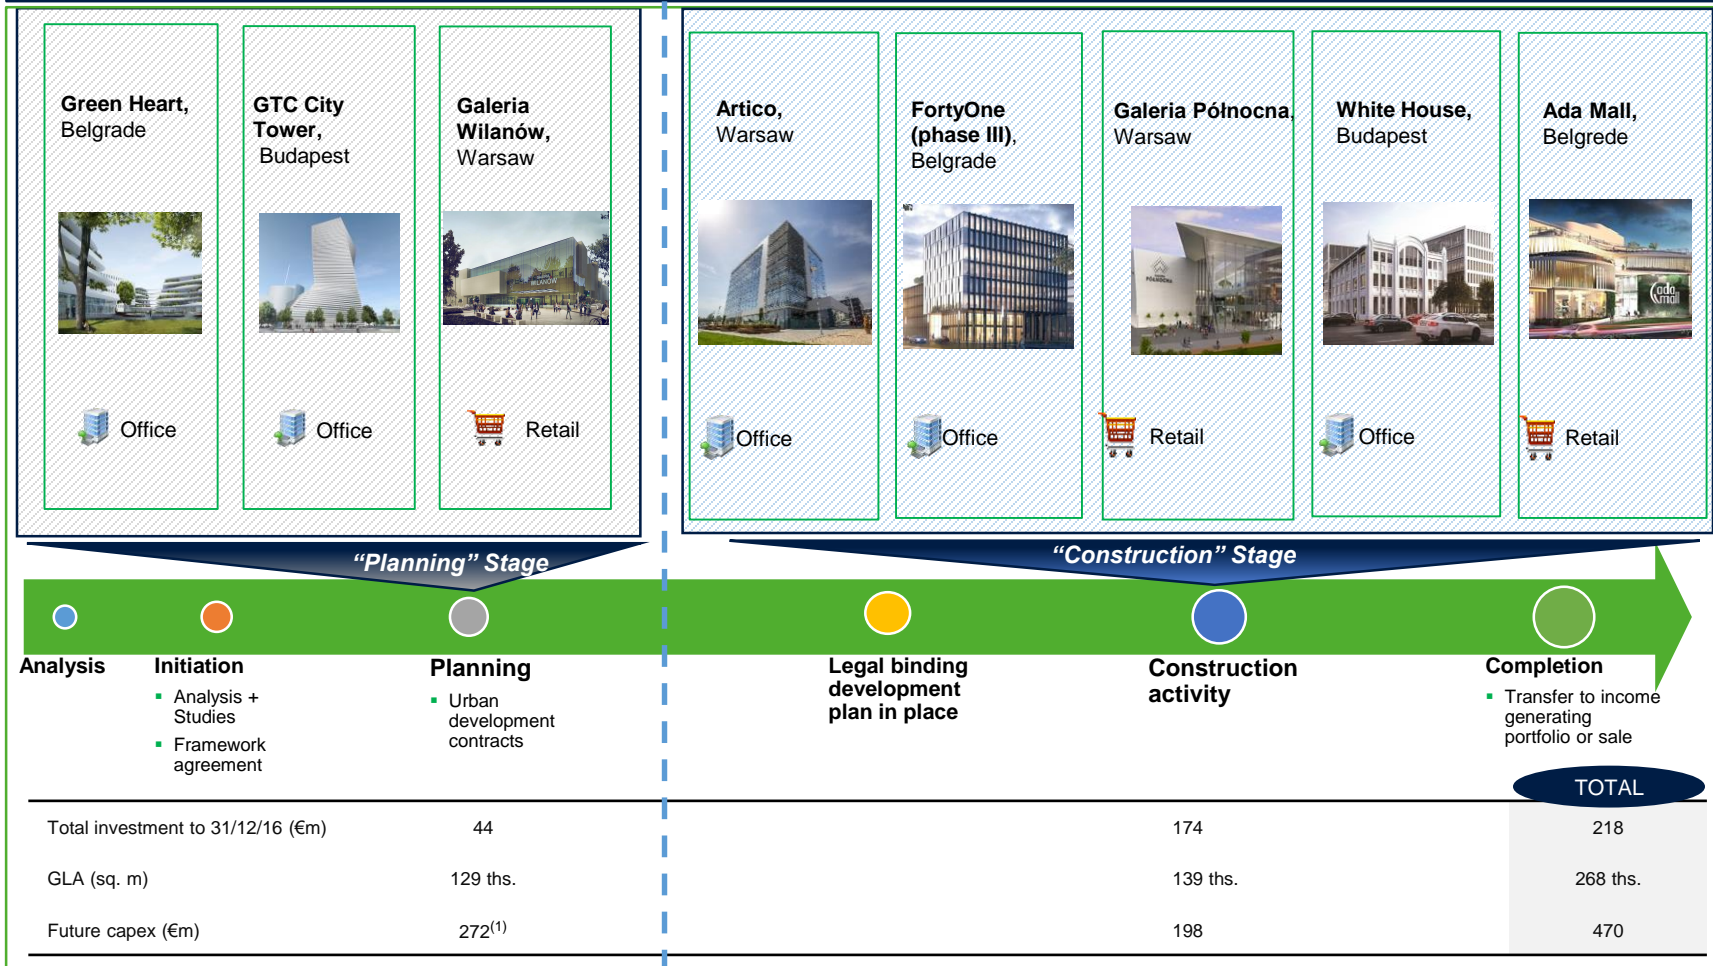 Green Heart,
Belgrade
GTC City
Tower,
Budapest
Galeria
Wilanów,
Warsaw
Artico,
Warsaw
FortyOne
(phase III),
Belgrade
Galeria Północna,
Warsaw
White House,
Budapest
Ada Mall,
Belgrede
WILANÓW
PÓŁNOCNA
ada
mall
Office
Office
Retail
Office
Office
Retail
Office
Retail
“Planning” Stage
“Construction” Stage
Analysis
Initiation
▪ Analysis +
Studies
▪ Framework
agreement
Planning
▪ Urban
development
contracts
Legal binding
development
plan in place
Construction
activity
Completion
▪ Transfer to income
generating
portfolio or sale
TOTAL
Total investment to 31/12/16 (€m) 44 174 218
GLA (sq. m) 129 ths. 139 ths. 268 ths.
Future capex (€m) 272(1) 198 470